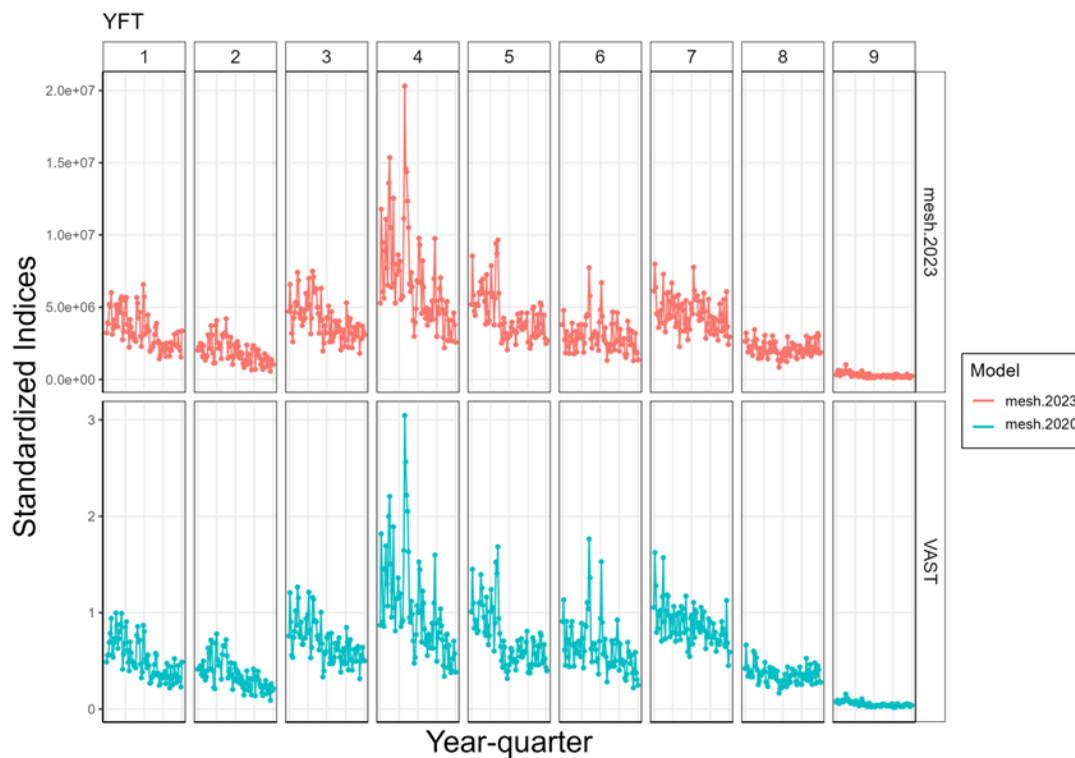 YFT
1 2 3 4 5 6 7 8 9
2.0e+07
1.5e+07
1.0e+07
5.0e+06
0.0e+00
mesh.2023
3
2
1
0
VAST
Standardized Indices
Year-quarter
Model
mesh.2023
mesh.2020